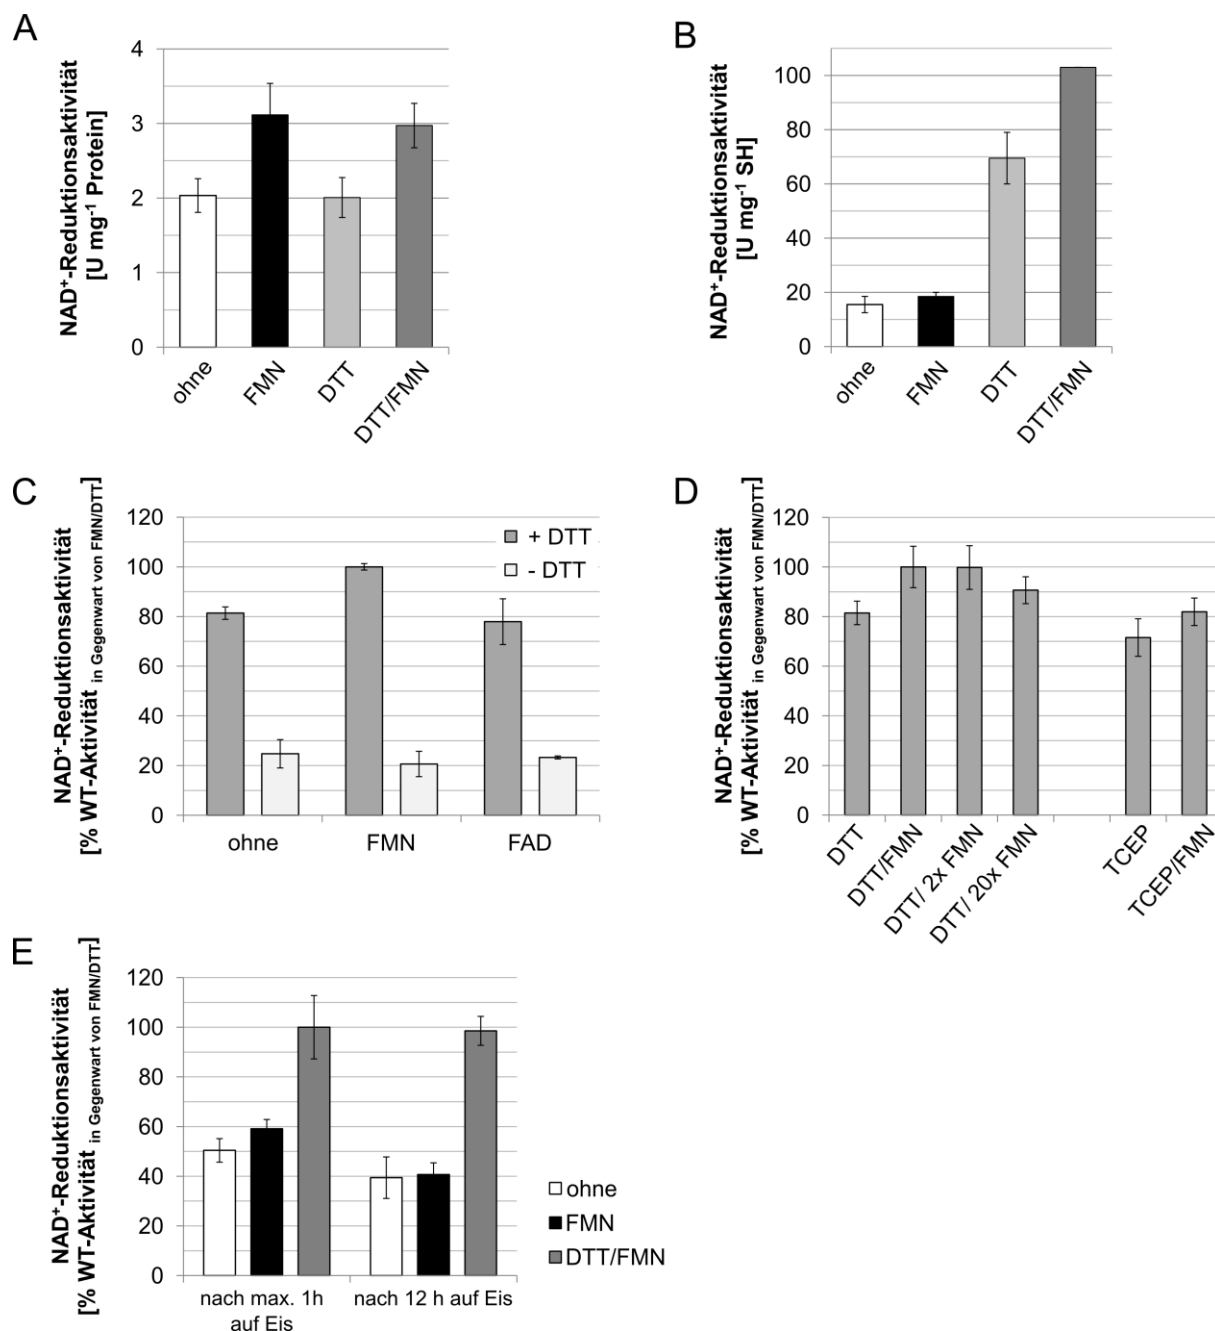 A
NAD⁺-Reduktionsaktivität
[U mg⁻¹ Protein]
4
3
2
1
0
ohne
FMN
DTT
DTT/FMN
B
NAD⁺-Reduktionsaktivität
[U mg⁻¹ SH]
100
80
60
40
20
0
ohne
FMN
DTT
DTT/FMN
C
NAD⁺-Reduktionsaktivität
[% WT-Aktivität in Gegenwart von FMN/DTT]
120
100
80
60
40
20
0
+ DTT
- DTT
ohne
FMN
FAD
D
NAD⁺-Reduktionsaktivität
[% WT-Aktivität in Gegenwart von FMN/DTT]
120
100
80
60
40
20
0
DTT
DTT/FMN
DTT/ 2x FMN
DTT/ 20x FMN
TCEP
TCEP/FMN
E
NAD⁺-Reduktionsaktivität
[% WT-Aktivität in Gegenwart von FMN/DTT]
120
100
80
60
40
20
0
nach max. 1h
auf Eis
nach 12 h auf Eis
ohne
FMN
DTT/FMN